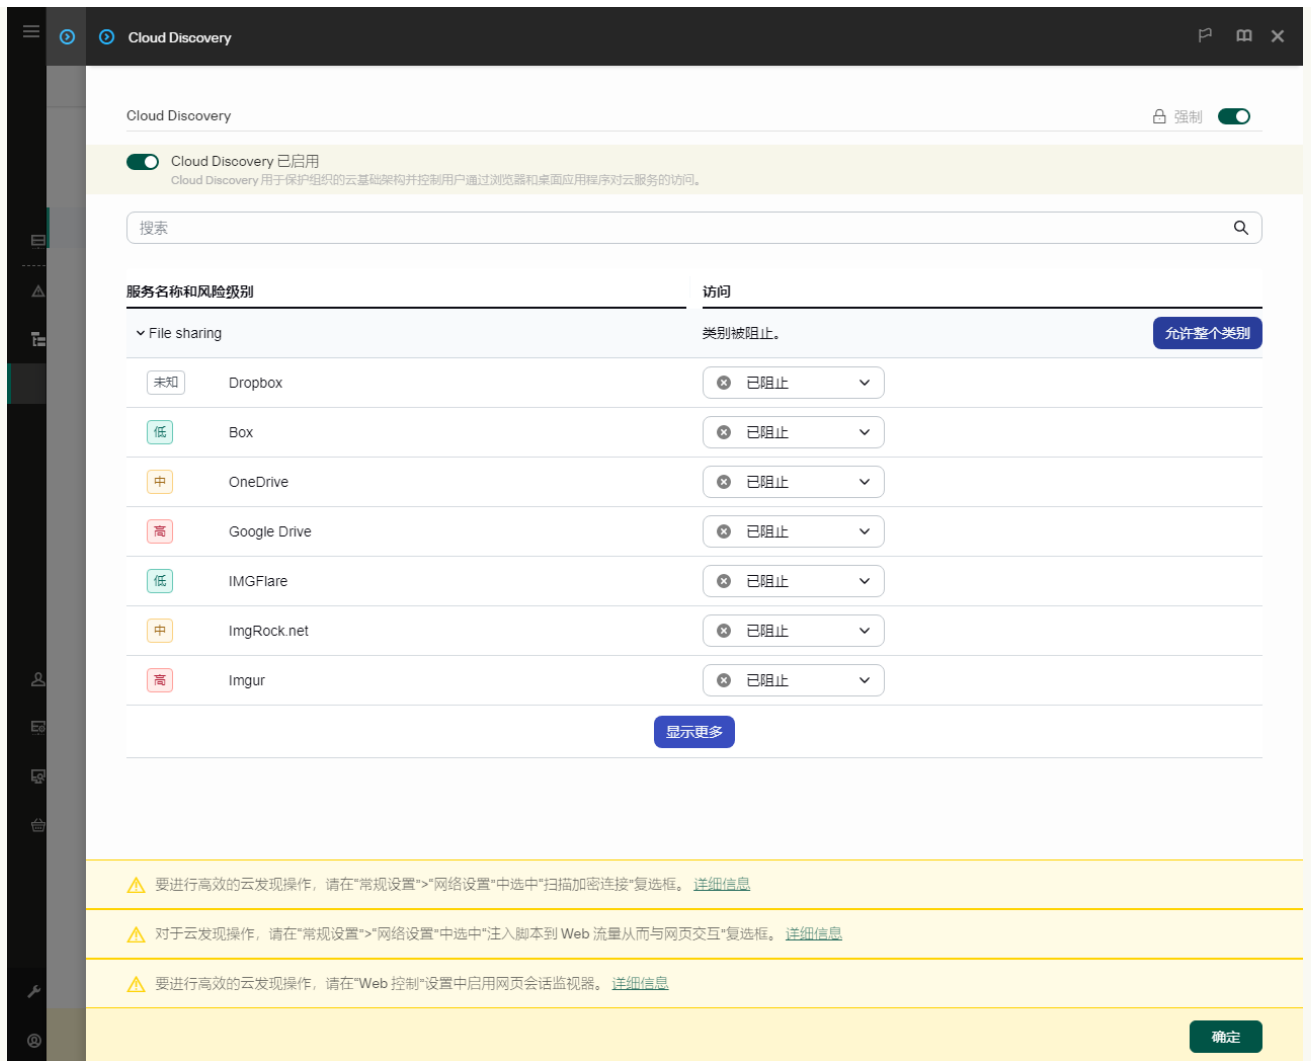 Cloud Discovery
Cloud Discovery
强制
Cloud Discovery 已启用
Cloud Discovery 用于保护组织的云基础架构并控制用户通过浏览器和桌面应用程序对云服务的访问。
搜索
服务名称和风险级别 访问
File sharing 类别被阻止。 允许整个类别
未知 Dropbox 已阻止
低 Box 已阻止
中 OneDrive 已阻止
高 Google Drive 已阻止
低 IMGFlare 已阻止
中 ImgRock.net 已阻止
高 Imgur 已阻止
显示更多
要进行高效的云发现操作，请在"常规设置">"网络设置"中选中"扫描加密连接"复选框。 详细信息
对于云发现操作，请在"常规设置">"网络设置"中选中"注入脚本到 Web 流量从而与网页交互"复选框。 详细信息
要进行高效的云发现操作，请在"Web 控制"设置中启用网页会话监视器。 详细信息
确定